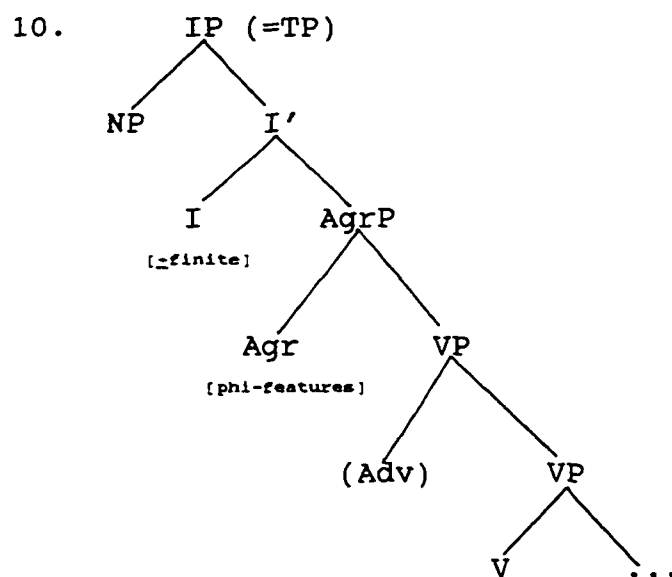 10. IP (=TP)
NP I'
I AgrP
[±finite]
Agr VP
[phi-features]
(Adv) VP
V ...